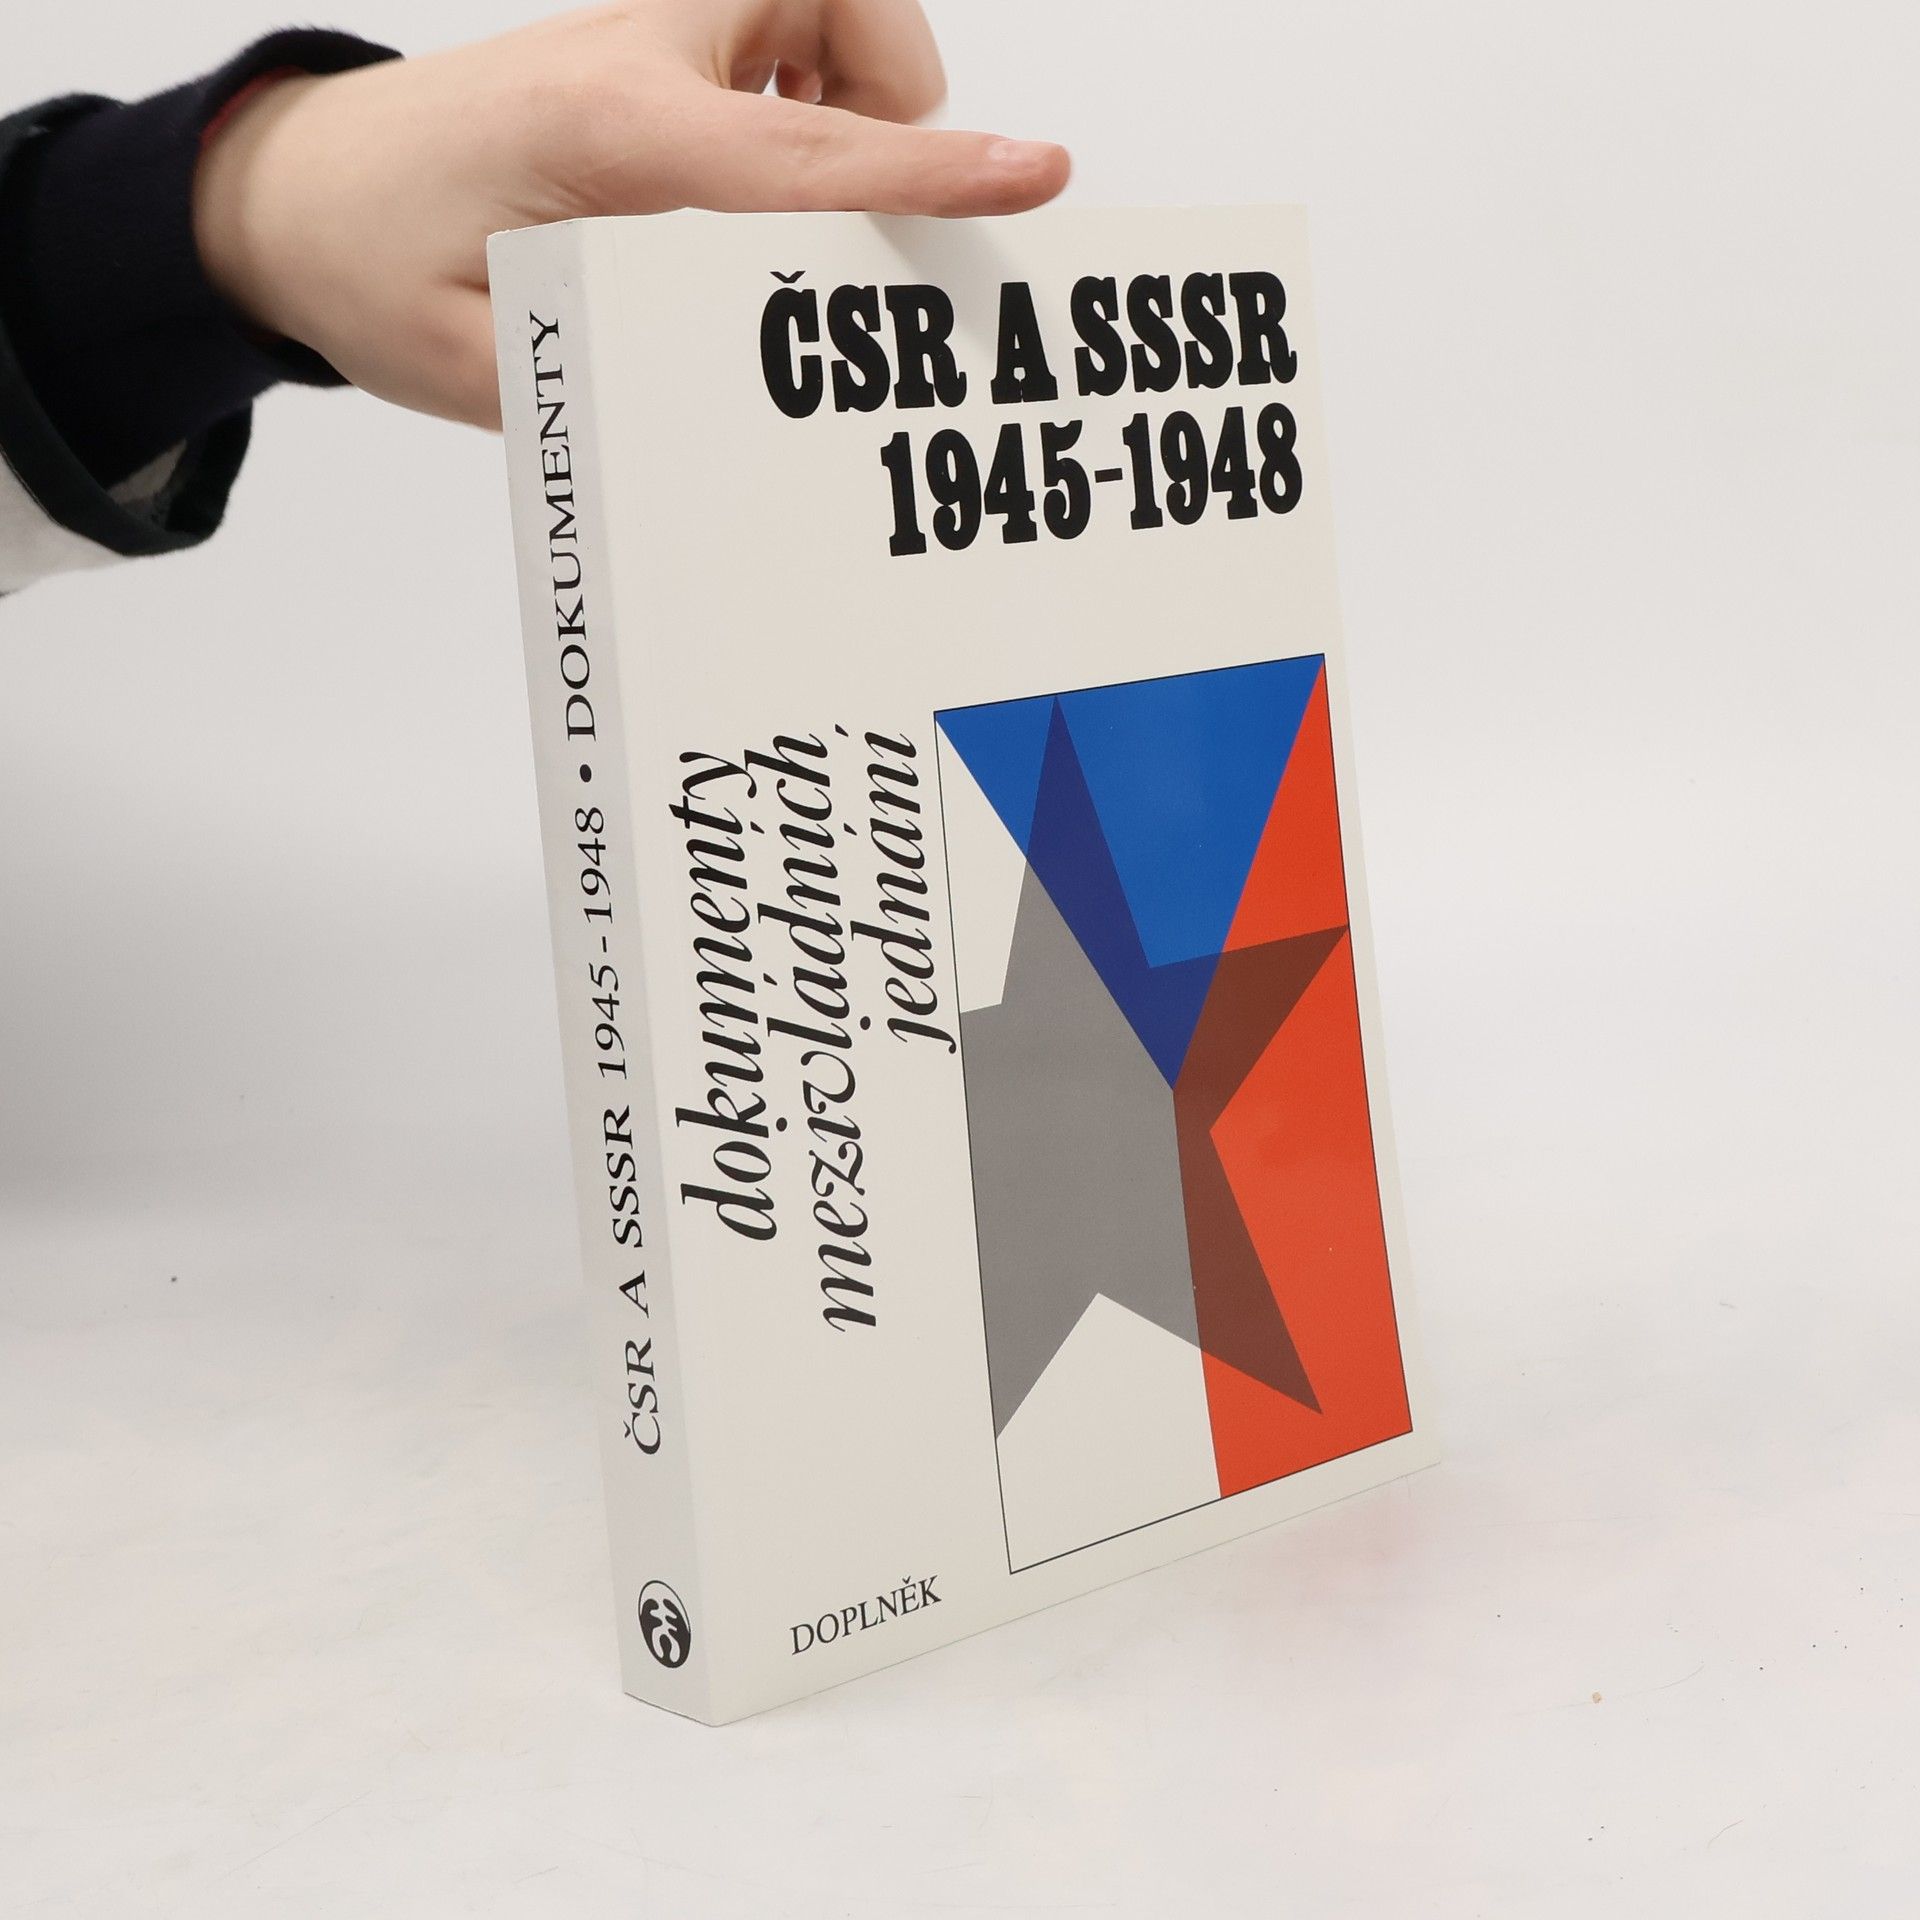 ČSR A SSSR 1945-1948 • DOKUMENTY
ČSR A SSSR
1945-1948
dokumenty
mezivládních
jednání
DOPLNĚK